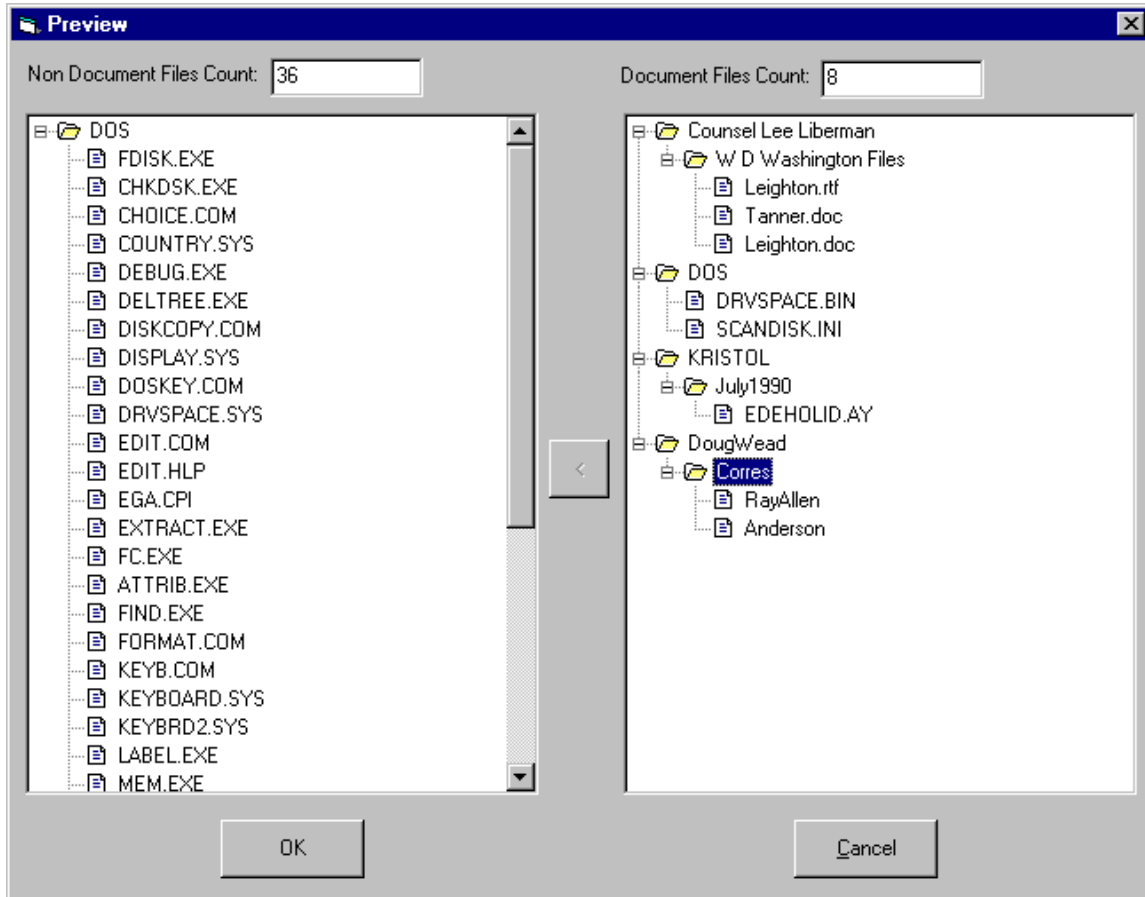 Preview
Non Document Files Count: 36
Document Files Count: 8
DOS
FDISK.EXE
CHKDSK.EXE
CHOICE.COM
COUNTRY.SYS
DEBUG.EXE
DELTREE.EXE
DISKCOPY.COM
DISPLAY.SYS
DOSKEY.COM
DRVSPACE.SYS
EDIT.COM
EDIT.HLP
EGA.CPI
EXTRACT.EXE
FC.EXE
ATTRIB.EXE
FIND.EXE
FORMAT.COM
KEYB.COM
KEYBOARD.SYS
KEYBRD2.SYS
LABEL.EXE
MEM.EXE
<
Counsel Lee Liberman
W D Washington Files
Leighton.rtf
Tanner.doc
Leighton.doc
DOS
DRVSPACE.BIN
SCANDISK.INI
KRISTOL
July1990
EDEHOLID.AY
DougWead
Corres
RayAllen
Anderson
OK
Cancel